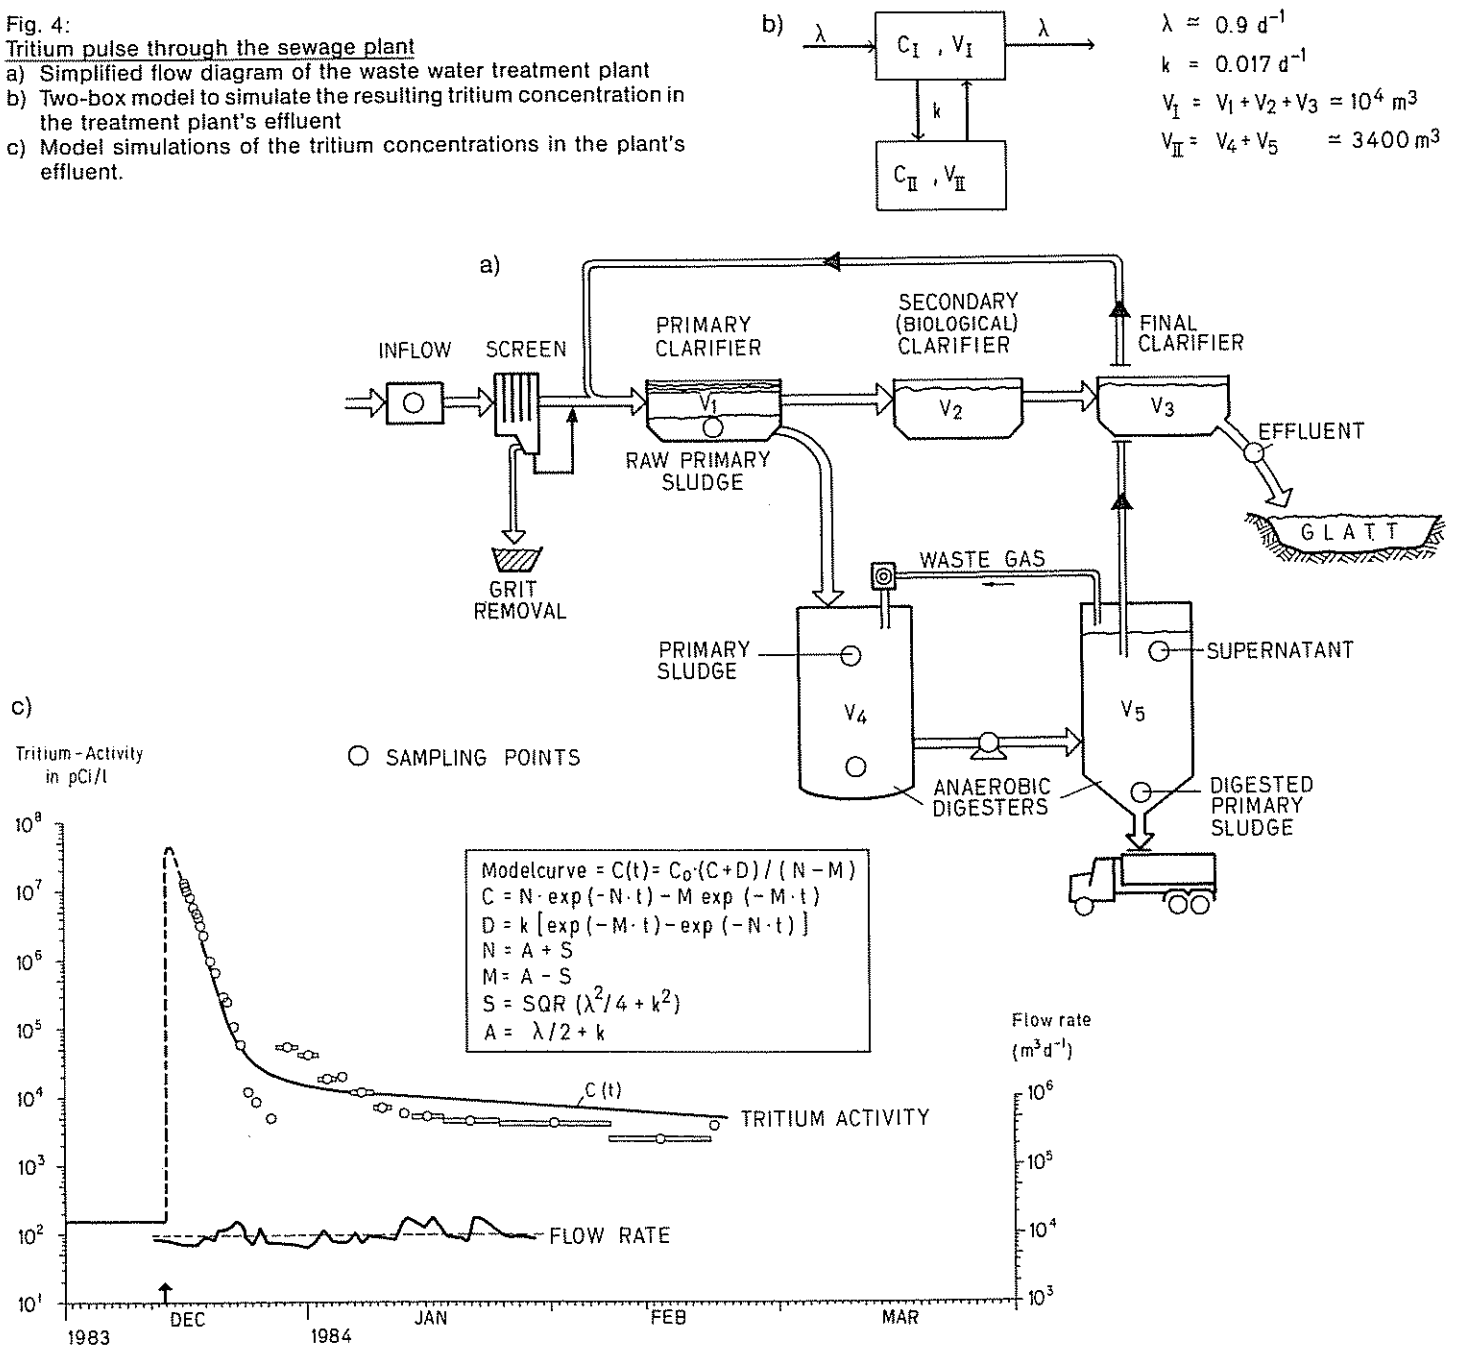 Fig. 4:
Tritium pulse through the sewage plant
a) Simplified flow diagram of the waste water treatment plant
b) Two-box model to simulate the resulting tritium concentration in
the treatment plant's effluent
c) Model simulations of the tritium concentrations in the plant's
effluent.
b)
λ
C_I , V_I
λ
k
C_II , V_II
λ ≃ 0.9 d⁻¹
k = 0.017 d⁻¹
V_I = V₁ + V₂ + V₃ ≃ 10⁴ m³
V_II = V₄ + V₅ ≃ 3400 m³
a)
INFLOW
SCREEN
PRIMARY
CLARIFIER
SECONDARY
(BIOLOGICAL)
CLARIFIER
FINAL
CLARIFIER
V₁
V₂
V₃
RAW PRIMARY
SLUDGE
EFFLUENT
GLATT
GRIT
REMOVAL
WASTE GAS
PRIMARY
SLUDGE
V₄
V₅
SUPERNATANT
ANAEROBIC
DIGESTERS
DIGESTED
PRIMARY
SLUDGE
c)
Tritium-Activity
in pCi/l
SAMPLING POINTS
10⁸
10⁷
10⁶
10⁵
10⁴
10³
10²
10¹
Modelcurve = C(t) = C₀·(C+D)/(N-M)
C = N·exp(-N·t)-M exp (-M·t)
D = k [exp(-M·t)-exp(-N·t)]
N = A + S
M = A - S
S = SQR (λ²/4 + k²)
A = λ/2 + k
C(t)
TRITIUM ACTIVITY
FLOW RATE
Flow rate
(m³d⁻¹)
10⁶
10⁵
10⁴
10³
DEC
JAN
FEB
MAR
1983
1984